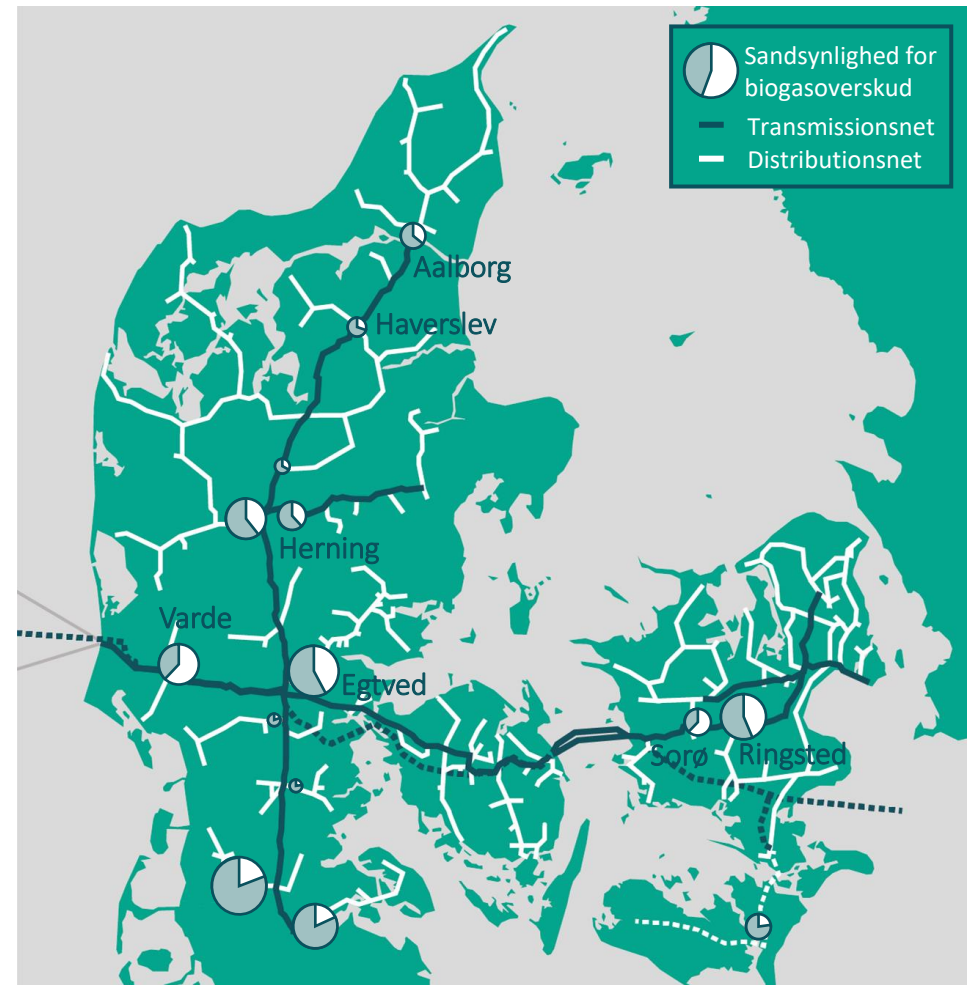 Sandsynlighed for
biogasoverskud
Transmissionsnet
Distributionsnet
Aalborg
Haverslev
Herning
Varde
Egtved
Sorø
Ringsted